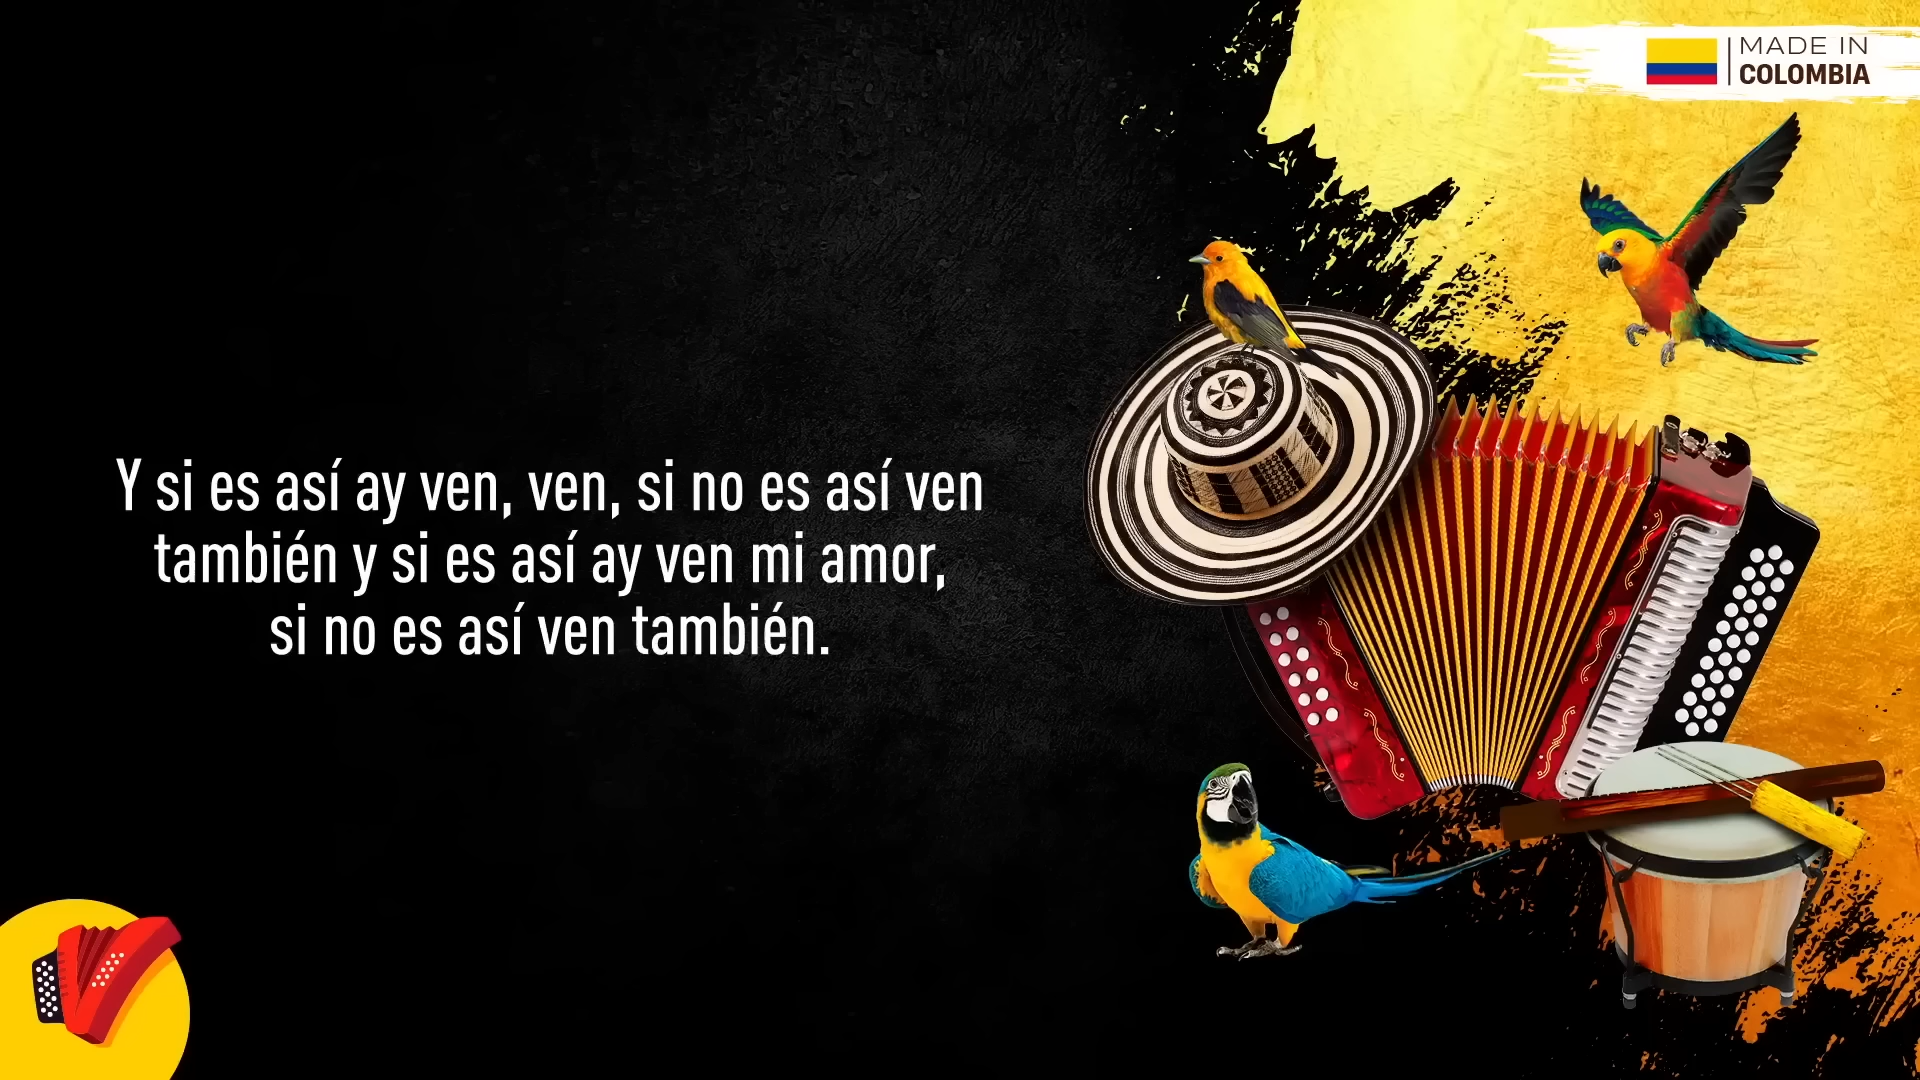 MADE IN
COLOMBIA
Y si es así ay ven, ven, si no es así ven
también y si es así ay ven mi amor,
si no es así ven también.